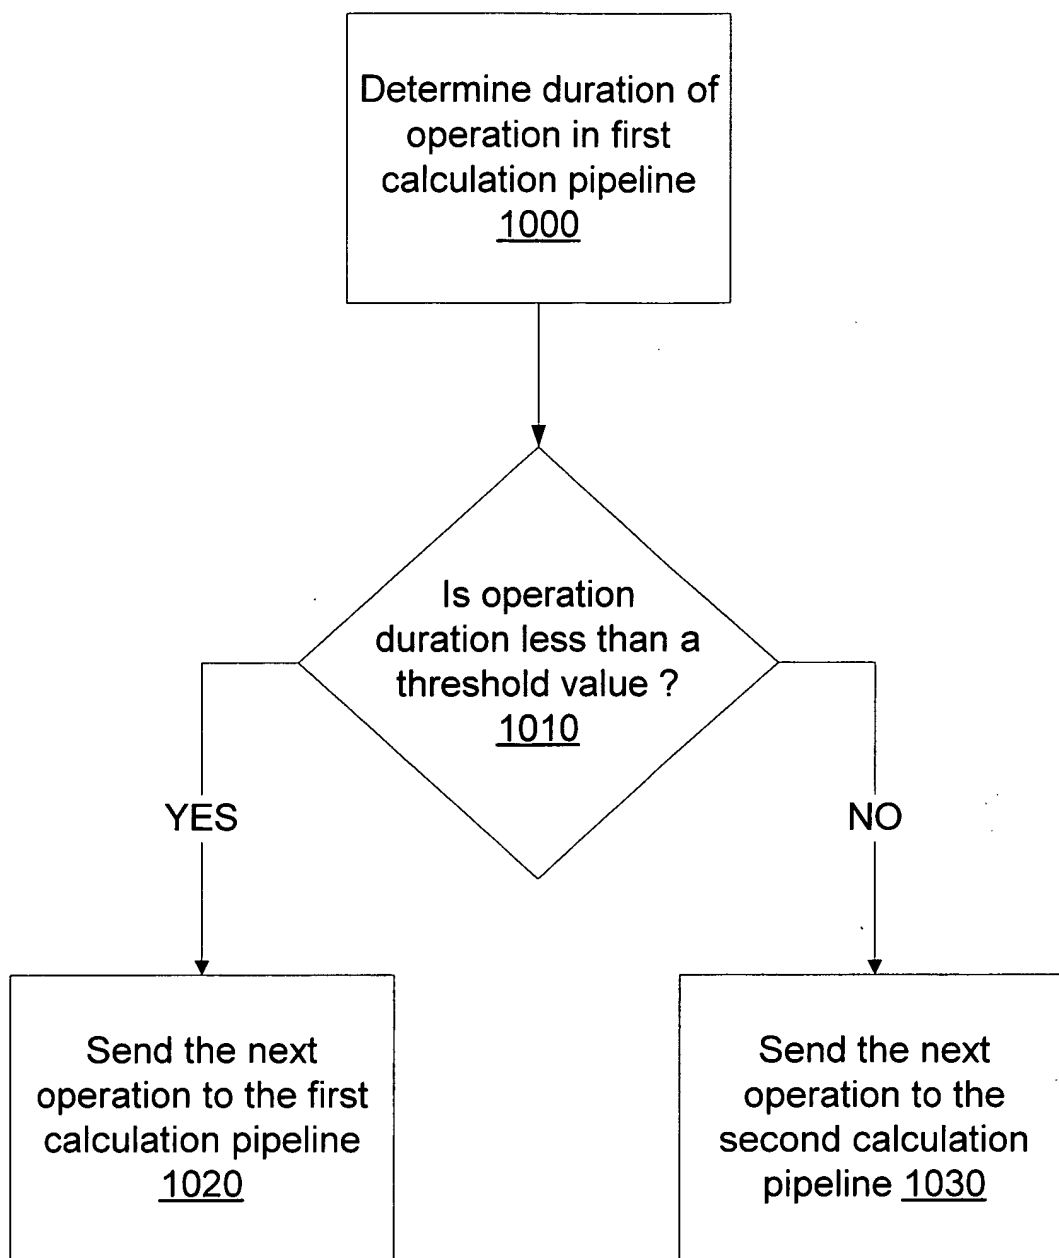 Determine duration of
operation in first
calculation pipeline
1000
Is operation
duration less than a
threshold value ?
1010
YES
NO
Send the next
operation to the first
calculation pipeline
1020
Send the next
operation to the
second calculation
pipeline 1030